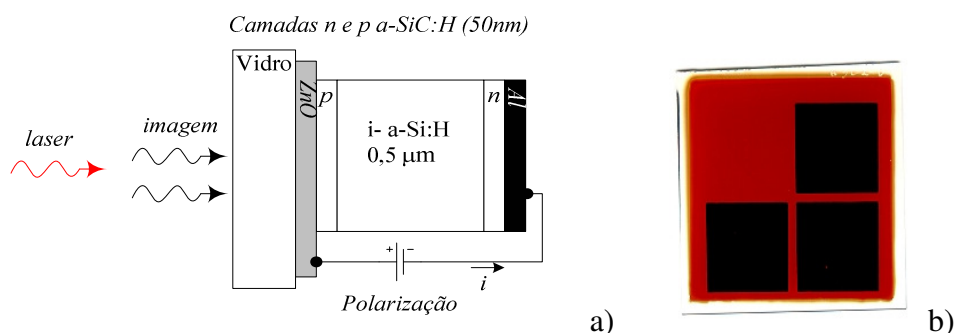 Camadas n e p a-SiC:H (50nm)
Vidro
ZnO
p
n
Al
i- a-Si:H
0,5 μm
laser
imagem
+ -
i
Polarização
a)
b)